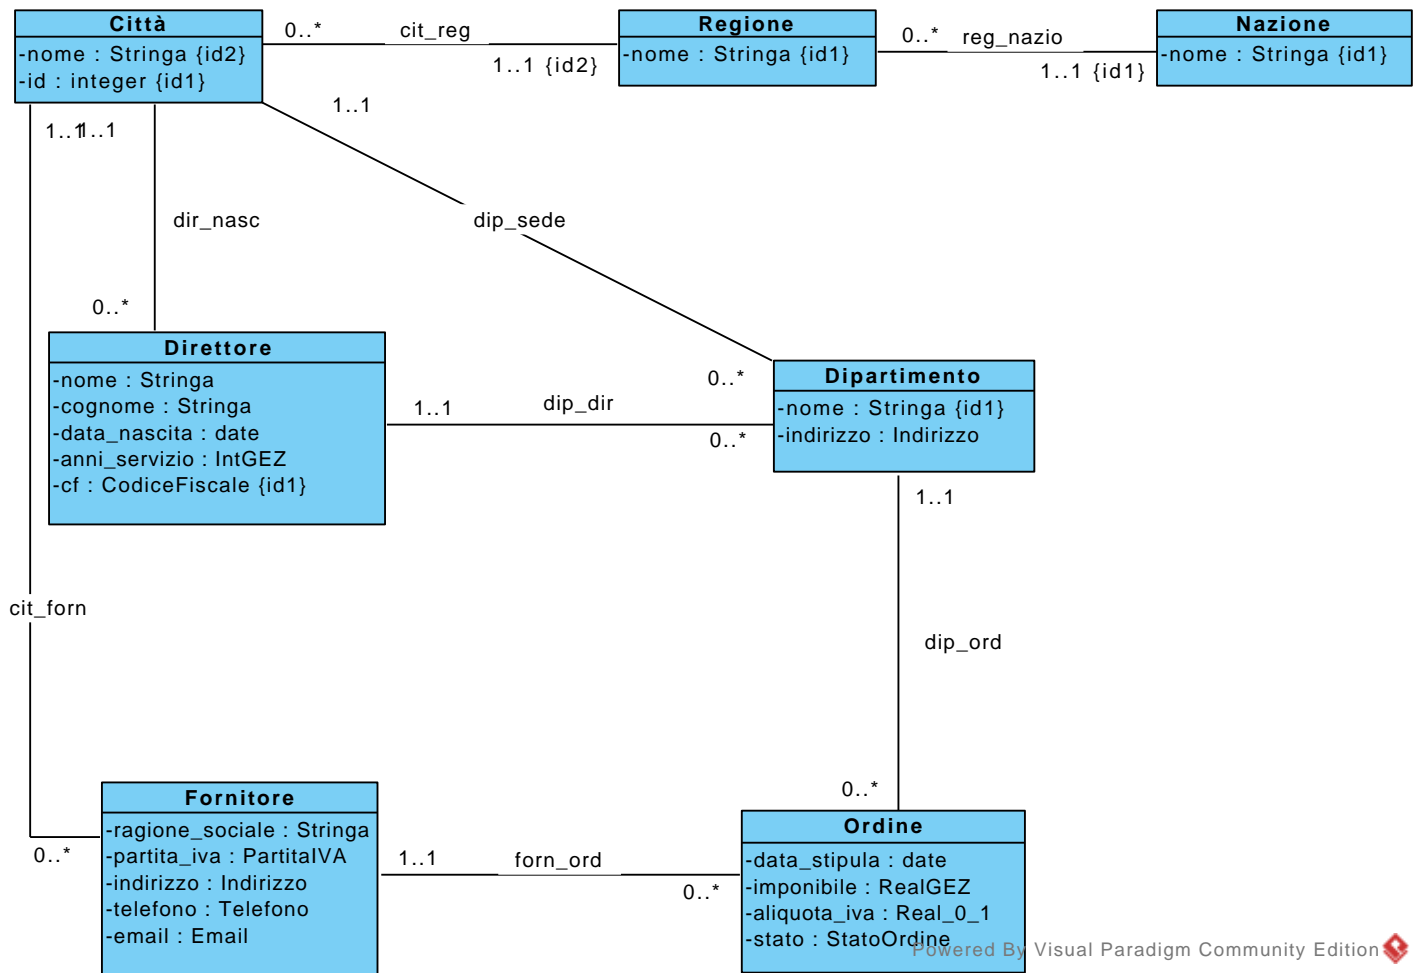 Città
-nome : Stringa {id2}
-id : integer {id1}
0..*
cit_reg
1..1 {id2}
Regione
-nome : Stringa {id1}
0..*
reg_nazio
1..1 {id1}
Nazione
-nome : Stringa {id1}
1..1
1..1
1..1
dir_nasc
dip_sede
0..*
0..*
Direttore
-nome : Stringa
-cognome : Stringa
-data_nascita : date
-anni_servizio : IntGEZ
-cf : CodiceFiscale {id1}
1..1
dip_dir
0..*
Dipartimento
-nome : Stringa {id1}
-indirizzo : Indirizzo
1..1
cit_forn
dip_ord
0..*
0..*
Fornitore
-ragione_sociale : Stringa
-partita_iva : PartitaIVA
-indirizzo : Indirizzo
-telefono : Telefono
-email : Email
1..1
forn_ord
0..*
Ordine
-data_stipula : date
-imponibile : RealGEZ
-aliquota_iva : Real_0_1
-stato : StatoOrdine
Powered By Visual Paradigm Community Edition